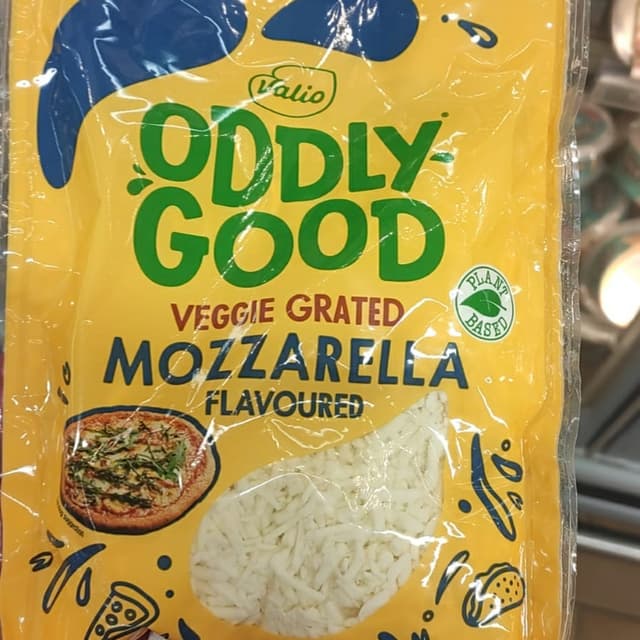 Valio
ODDLY-
GOOD
PLANT
BASED
VEGGIE GRATED
MOZZARELLA
FLAVOURED